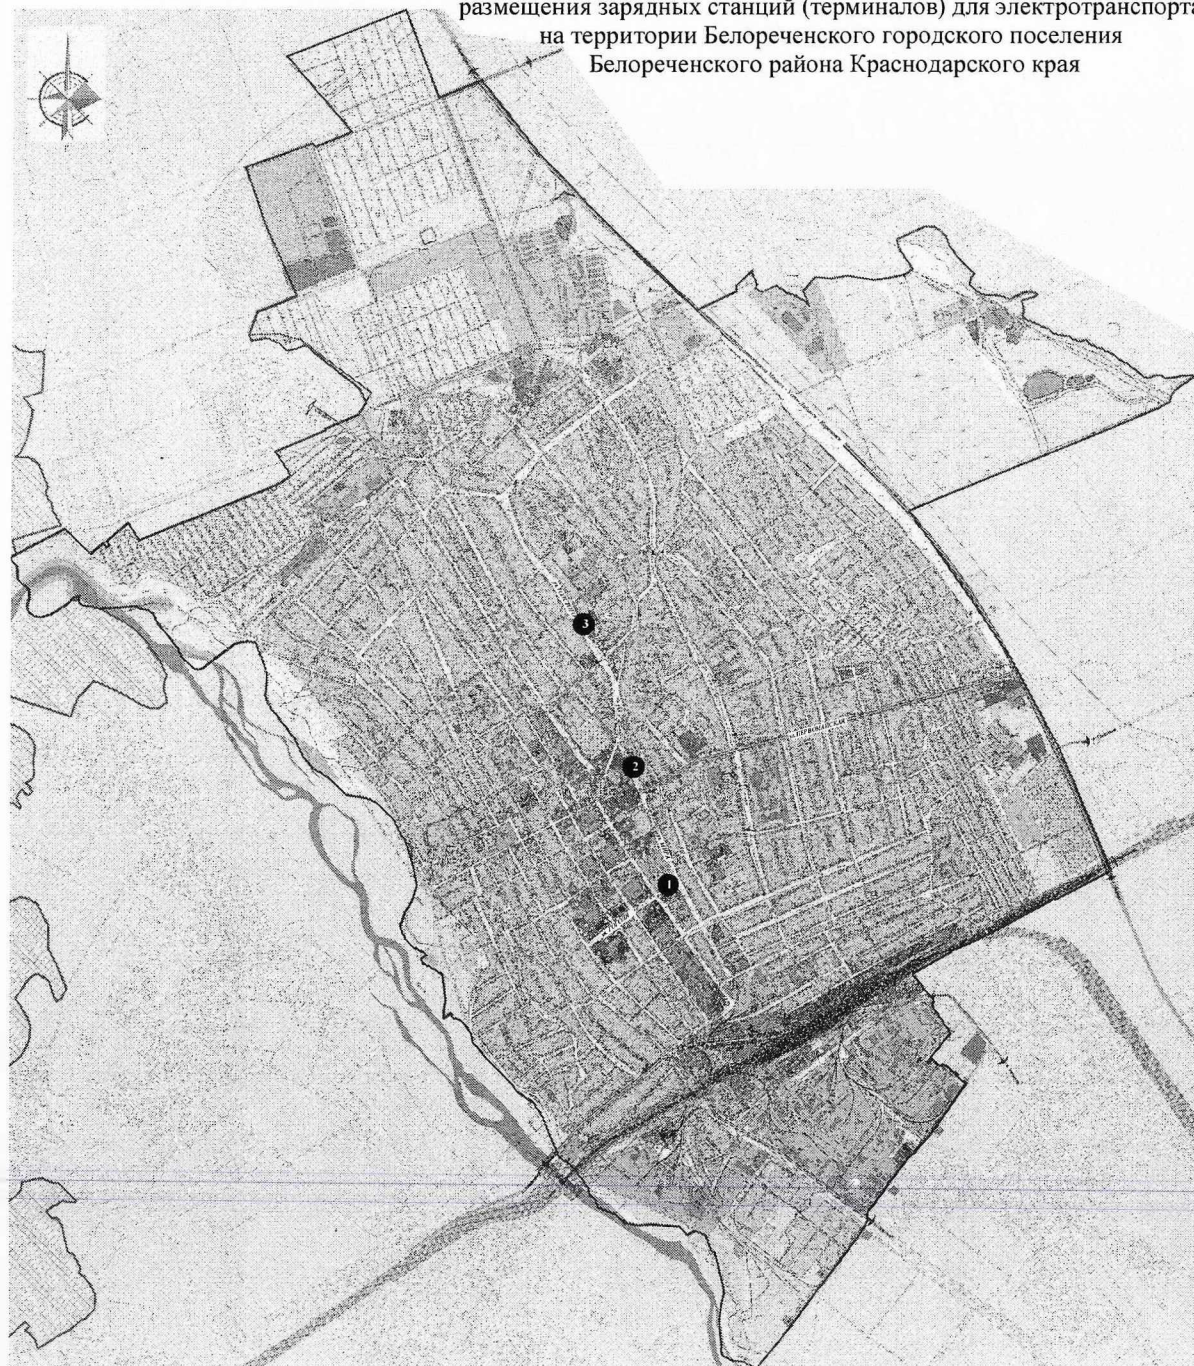 размещения зарядных станций (терминалов) для электротранспорта
на территории Белореченского городского поселения
Белореченского района Краснодарского края
3
2
1